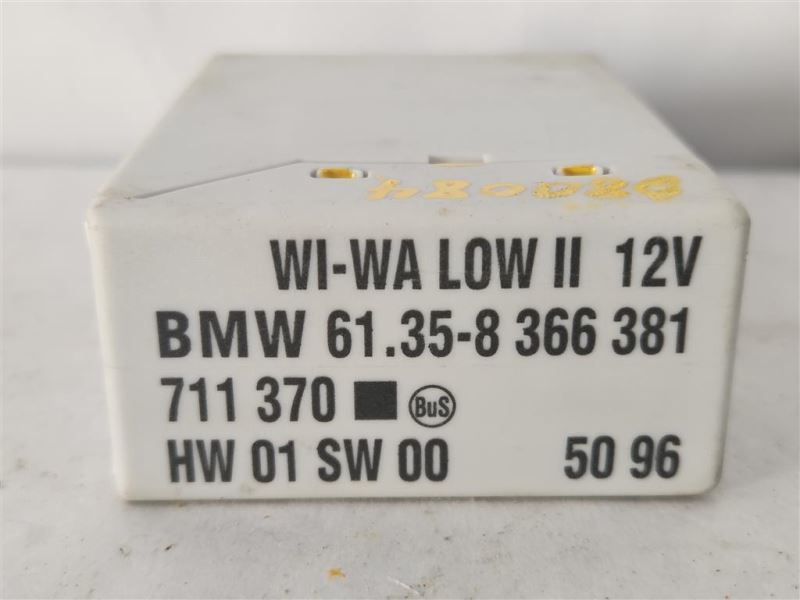 WI-WA LOW II 12V
BMW 61.35-8 366 381
711 370 BuS
HW 01 SW 00 50 96